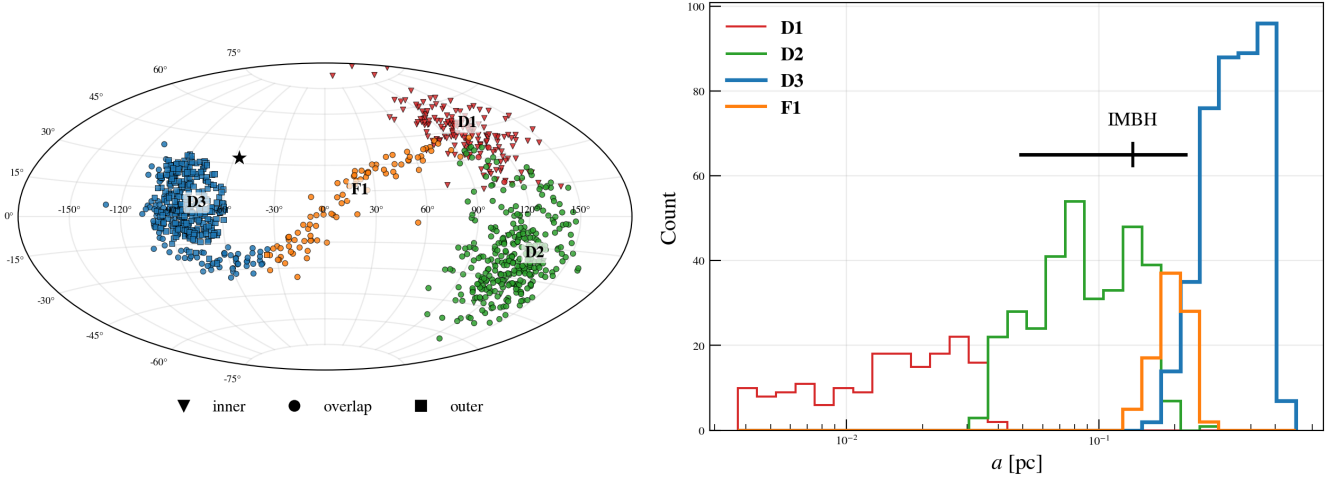 75°
60°
45°
30°
15°
0°
-15°
-30°
-45°
-60°
-75°
-150° -120° -30° 0° 30° 60° 90° 120° 150°
D1
F1
D3
D2
inner overlap outer
D1
D2
D3
F1
IMBH
Count
100
80
60
40
20
0
10⁻² 10⁻¹
a [pc]